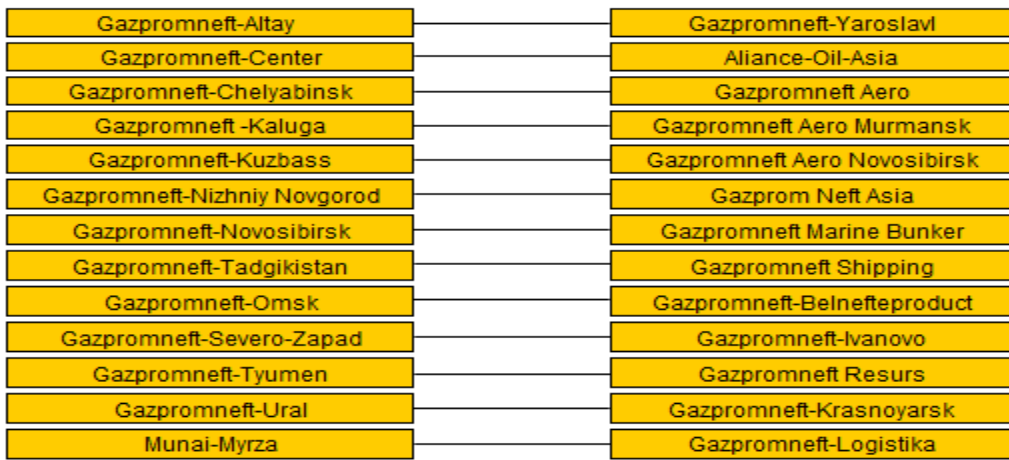 Gazpromneft-Altay
Gazpromneft-Yaroslavl
Gazpromneft-Center
Aliance-Oil-Asia
Gazpromneft-Chelyabinsk
Gazpromneft Aero
Gazpromneft -Kaluga
Gazpromneft Aero Murmansk
Gazpromneft-Kuzbass
Gazpromneft Aero Novosibirsk
Gazpromneft-Nizhniy Novgorod
Gazprom Neft Asia
Gazpromneft-Novosibirsk
Gazpromneft Marine Bunker
Gazpromneft-Tadgikistan
Gazpromneft Shipping
Gazpromneft-Omsk
Gazpromneft-Belnefteproduct
Gazpromneft-Severo-Zapad
Gazpromneft-Ivanovo
Gazpromneft-Tyumen
Gazpromneft Resurs
Gazpromneft-Ural
Gazpromneft-Krasnoyarsk
Munai-Myrza
Gazpromneft-Logistika